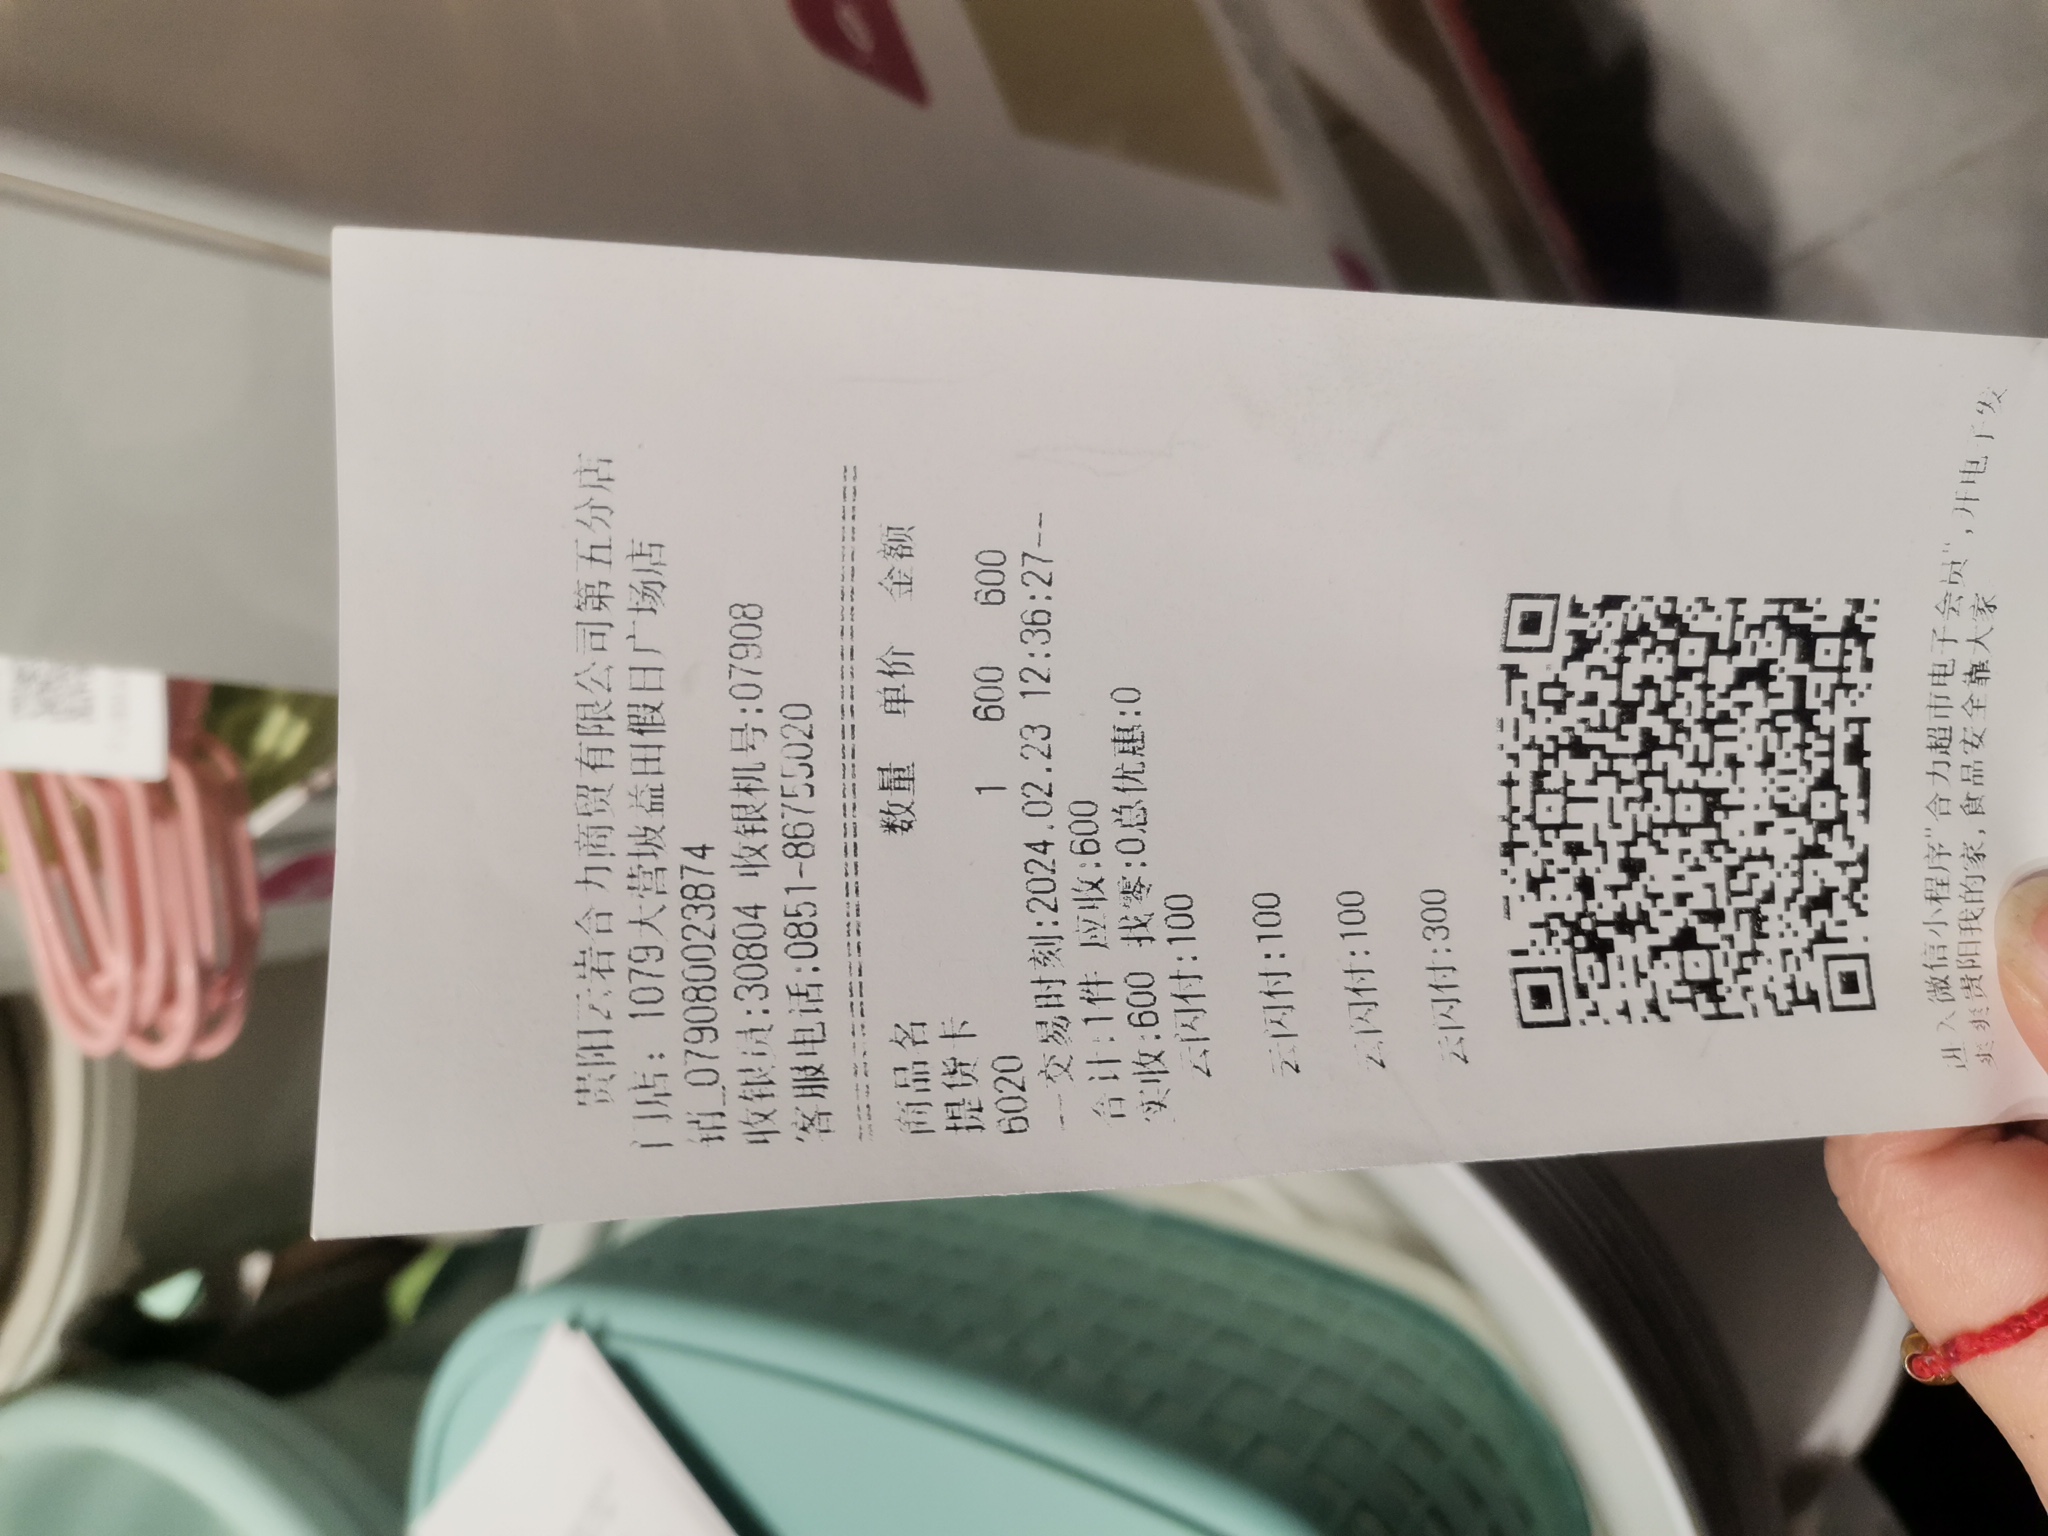 贵阳云岩合力商贸有限公司第五分店
门店: 1079大营坡益田假日广场店
销_079080023874
收银员:30804 收银机号:07908
客服电话:0851-86755020
商品名 数量 单价 金额
提货卡
6020 1 600 600
--交易时刻:2024.02.23 12:36:27--
合计:1件 应收:600
实收:600 找零:0总优惠:0
云闪付:100
云闪付:100
云闪付:100
云闪付:300
进入微信小程序"合力超市电子会员",开电子发
爽爽贵阳我的家,食品安全靠大家